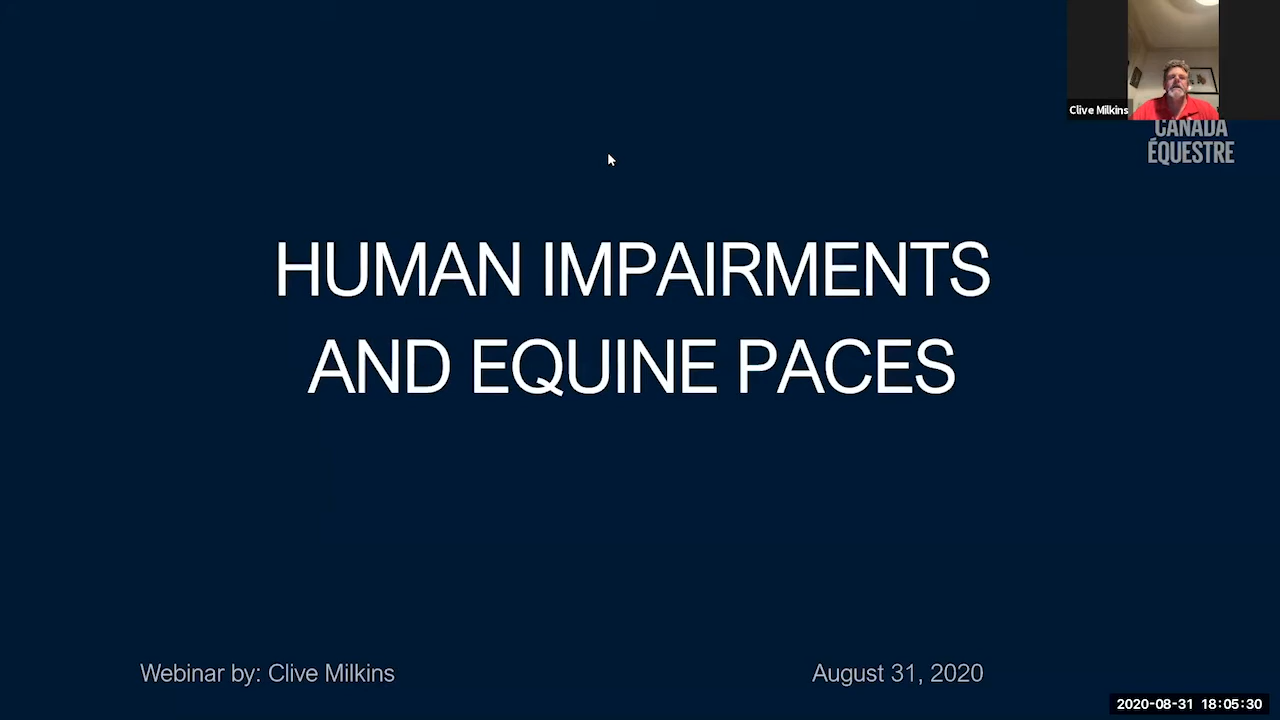 Clive Milkins
CANADA
ÉQUESTRE
HUMAN IMPAIRMENTS
AND EQUINE PACES
Webinar by: Clive Milkins
August 31, 2020
2020-08-31 18:05:30